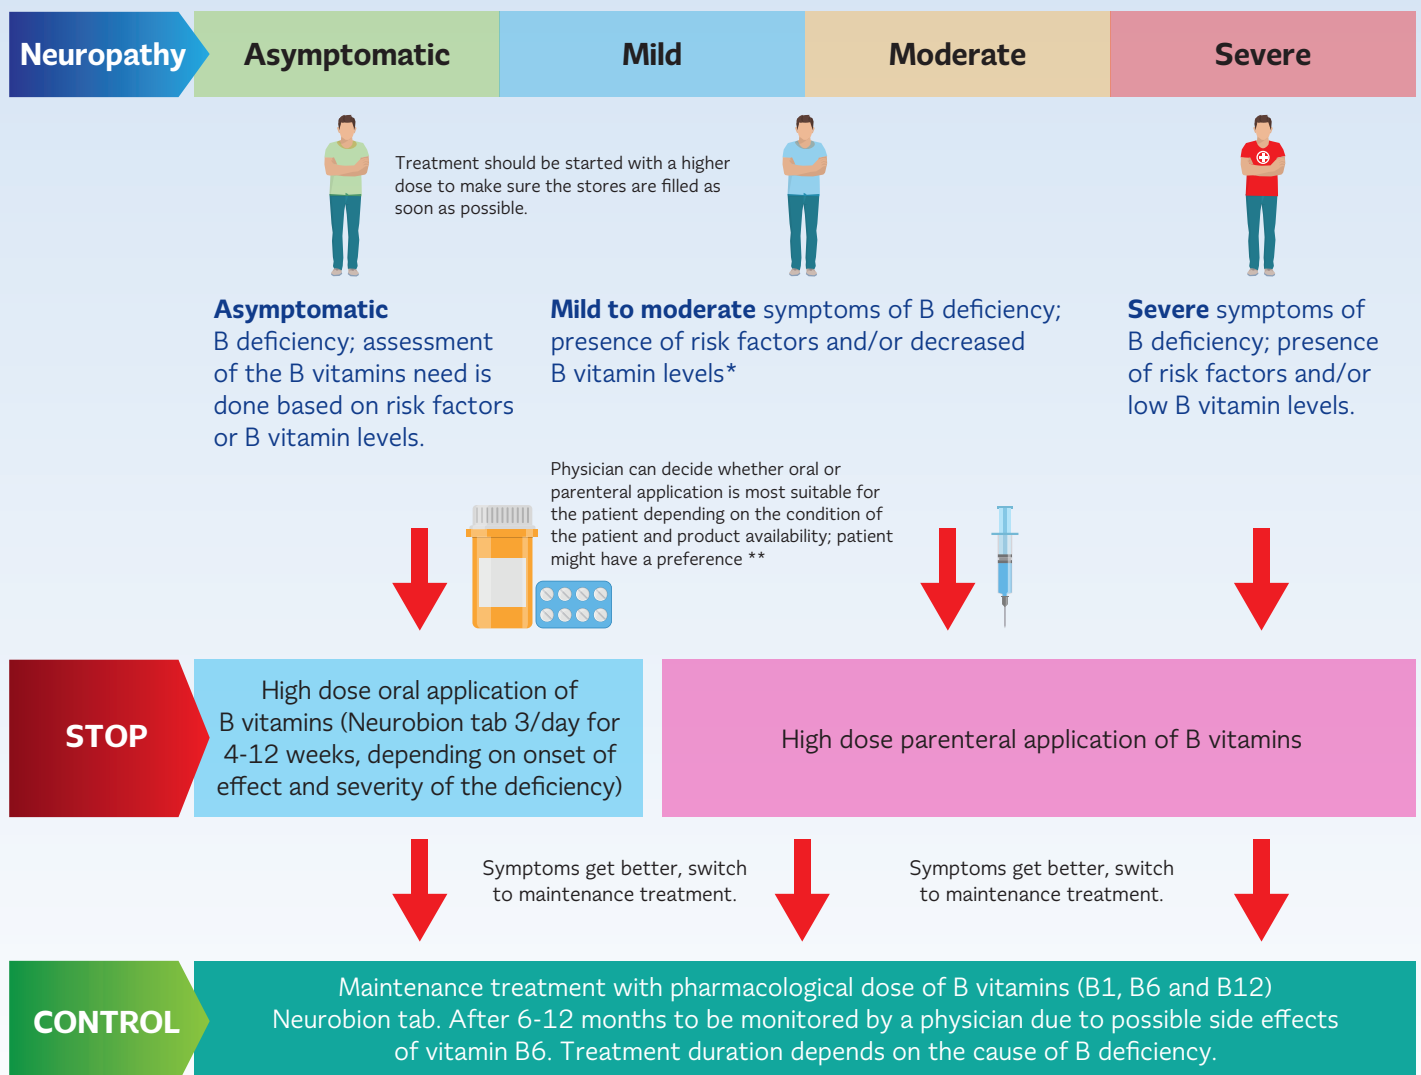 Neuropathy
Asymptomatic
Mild
Moderate
Severe
Treatment should be started with a higher
dose to make sure the stores are filled as
soon as possible.
Asymptomatic
B deficiency; assessment
of the B vitamins need is
done based on risk factors
or B vitamin levels.
Mild to moderate symptoms of B deficiency;
presence of risk factors and/or decreased
B vitamin levels*
Severe symptoms of
B deficiency; presence
of risk factors and/or
low B vitamin levels.
Physician can decide whether oral or
parenteral application is most suitable for
the patient depending on the condition of
the patient and product availability; patient
might have a preference **
STOP
High dose oral application of
B vitamins (Neurobion tab 3/day for
4-12 weeks, depending on onset of
effect and severity of the deficiency)
High dose parenteral application of B vitamins
Symptoms get better, switch
to maintenance treatment.
Symptoms get better, switch
to maintenance treatment.
CONTROL
Maintenance treatment with pharmacological dose of B vitamins (B1, B6 and B12)
Neurobion tab. After 6-12 months to be monitored by a physician due to possible side effects
of vitamin B6. Treatment duration depends on the cause of B deficiency.